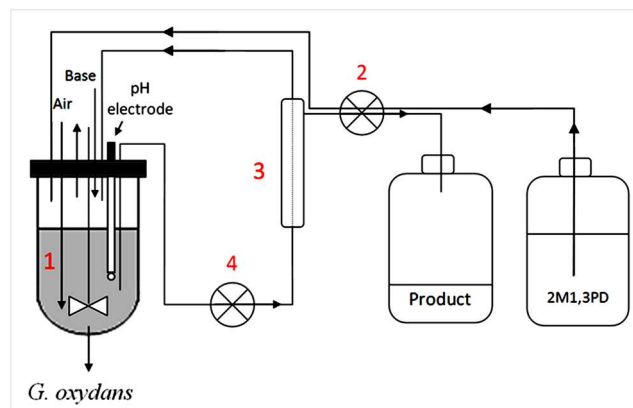 Base
Air
pH
electrode
2
3
1
4
Product
2M1,3PD
G. oxydans